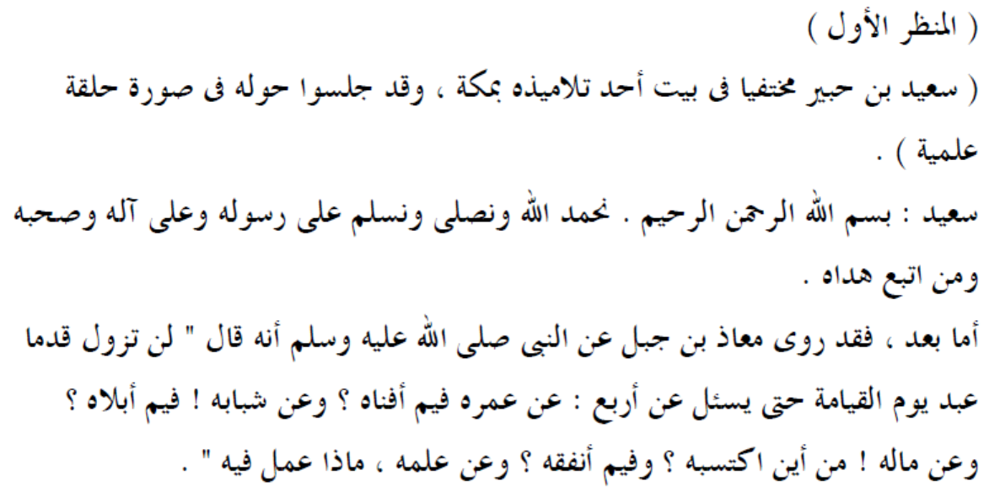 ( المنظر الأول )
( سعيد بن حبير مختفيا فى بيت أحد تلاميذه بمكة ، وقد جلسوا حوله فى صورة حلقة
علمية ) .
سعيد : بسم الله الرحمن الرحيم . نحمد الله ونصلى ونسلم على رسوله وعلى آله وصحبه
ومن اتبع هداه .
أما بعد ، فقد روى معاذ بن جبل عن النبى صلى الله عليه وسلم أنه قال " لن تزول قدما
عبد يوم القيامة حتى يسئل عن أربع : عن عمره فيم أفناه ؟ وعن شبابه ! فيم أبلاه ؟
وعن ماله ! من أين اكتسبه ؟ وفيم أنفقه ؟ وعن علمه ، ماذا عمل فيه " .